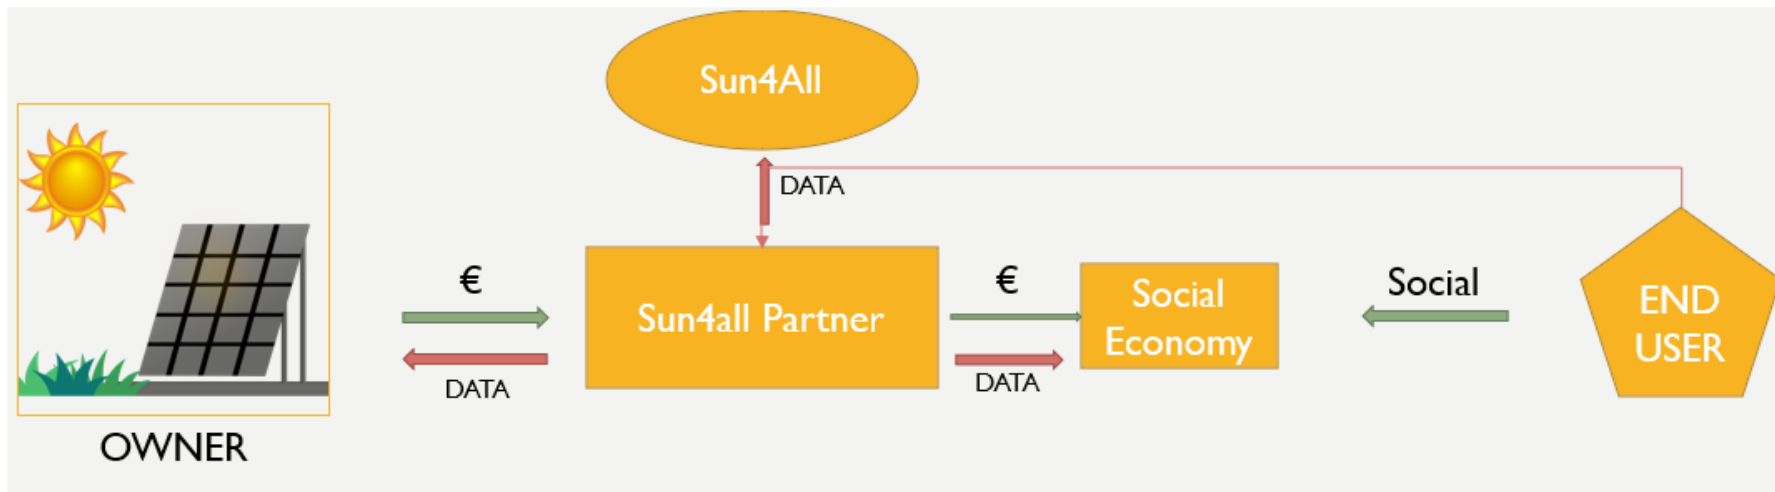 Sun4All
DATA
€
€
Social
Sun4all Partner
Social
Economy
END
USER
DATA
DATA
OWNER